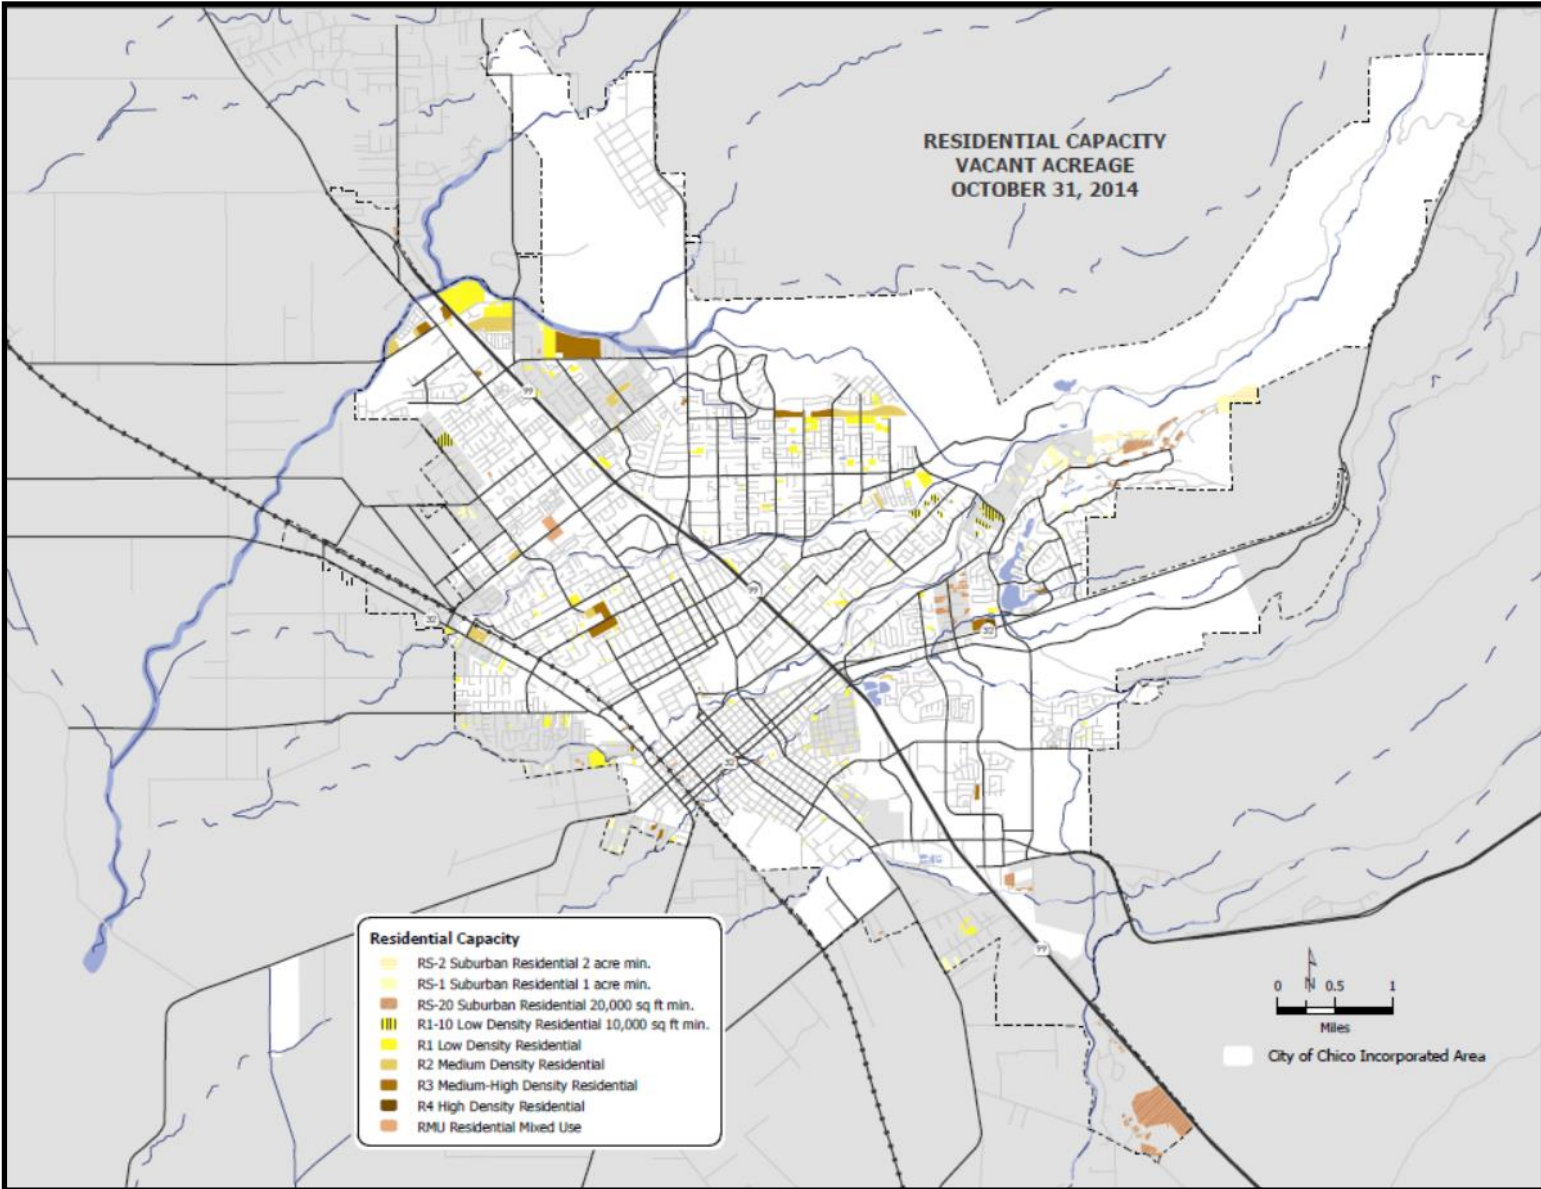 RESIDENTIAL CAPACITY
VACANT ACREAGE
OCTOBER 31, 2014
99
99
32
32
32
99
Residential Capacity
RS-2 Suburban Residential 2 acre min.
RS-1 Suburban Residential 1 acre min.
RS-20 Suburban Residential 20,000 sq ft min.
R1-10 Low Density Residential 10,000 sq ft min.
R1 Low Density Residential
R2 Medium Density Residential
R3 Medium-High Density Residential
R4 High Density Residential
RMU Residential Mixed Use
N
0 0.5 1
Miles
City of Chico Incorporated Area